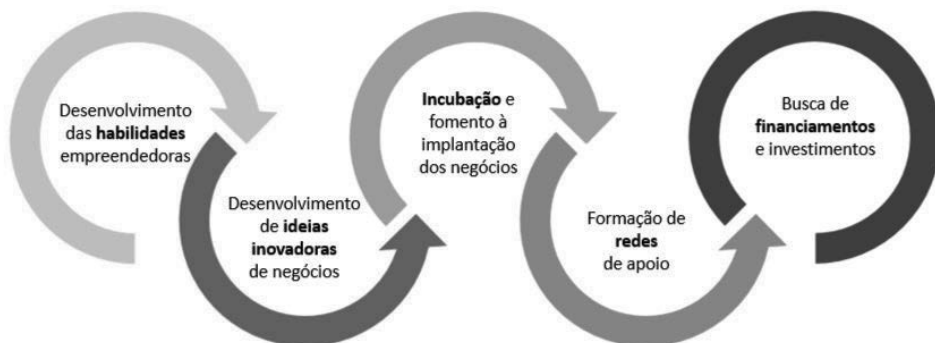 Desenvolvimento
das habilidades
empreendedoras
Desenvolvimento
de ideias
inovadoras
de negócios
Incubação e
fomento à
implantação
dos negócios
Formação de
redes
de apoio
Busca de
financiamentos
e investimentos